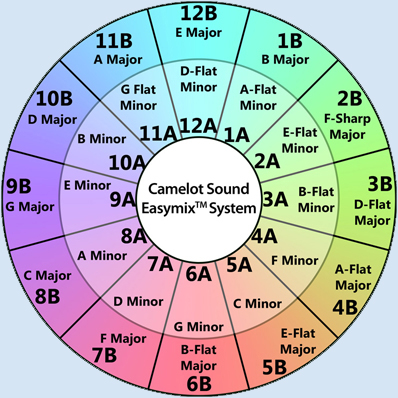 12B
E Major
1B
B Major
2B
F-Sharp
Major
3B
D-Flat
Major
A-Flat
Major
4B
E-Flat
Major
5B
B-Flat
Major
6B
F Major
7B
C Major
8B
9B
G Major
10B
D Major
11B
A Major
D-Flat
Minor
12A
A-Flat
Minor
1A
E-Flat
Minor
2A
B-Flat
Minor
3A
4A
F Minor
5A
C Minor
6A
G Minor
7A
D Minor
8A
A Minor
E Minor
9A
B Minor
10A
G Flat
Minor
11A
Camelot Sound
Easymix™ System